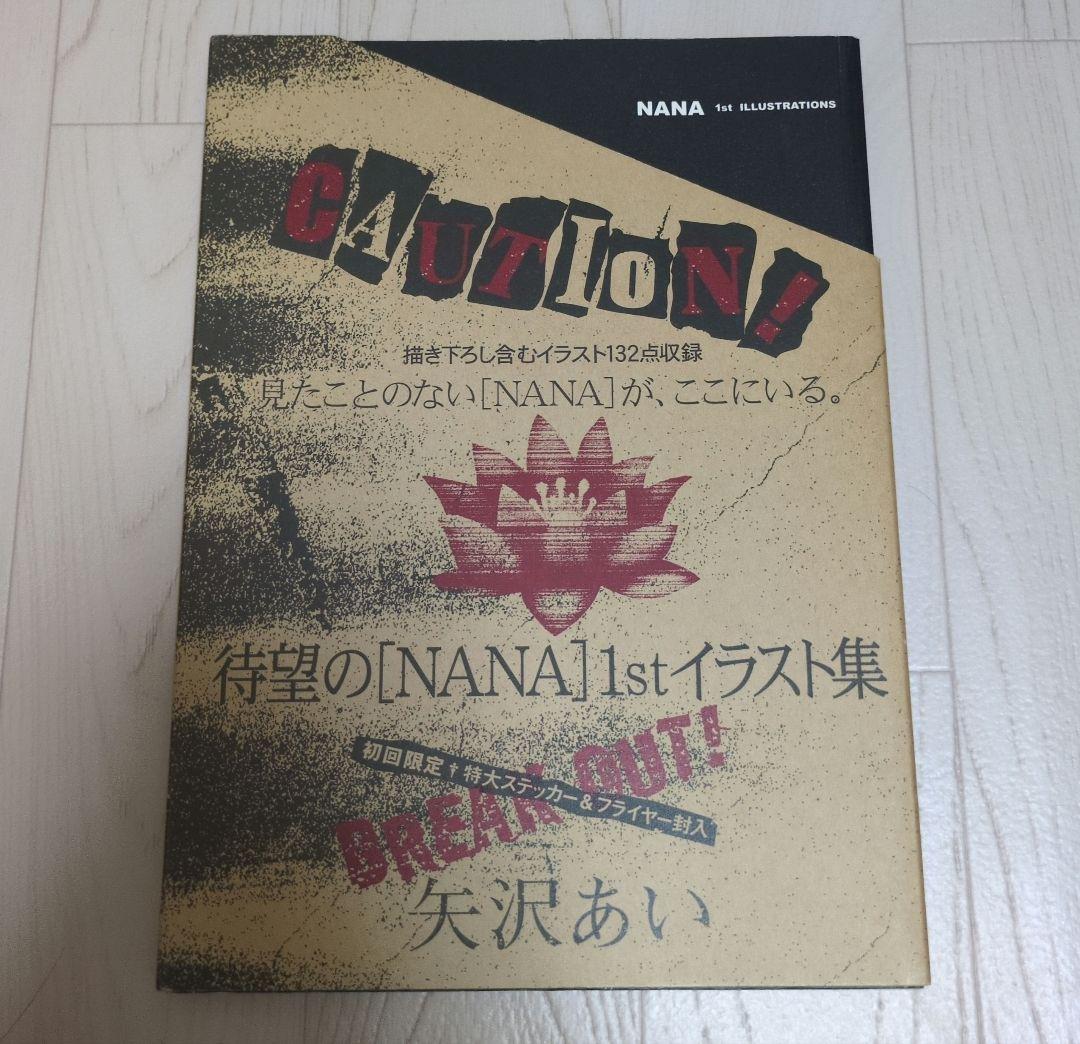 NANA 1st ILLUSTRATIONS
CAUTION!
描き下ろし含むイラスト132点収録
見たことのない[NANA]が、ここにいる。
待望の[NANA]1stイラスト集
BREAK OUT!
初回限定†特大ステッカー&フライヤー封入
矢沢あい